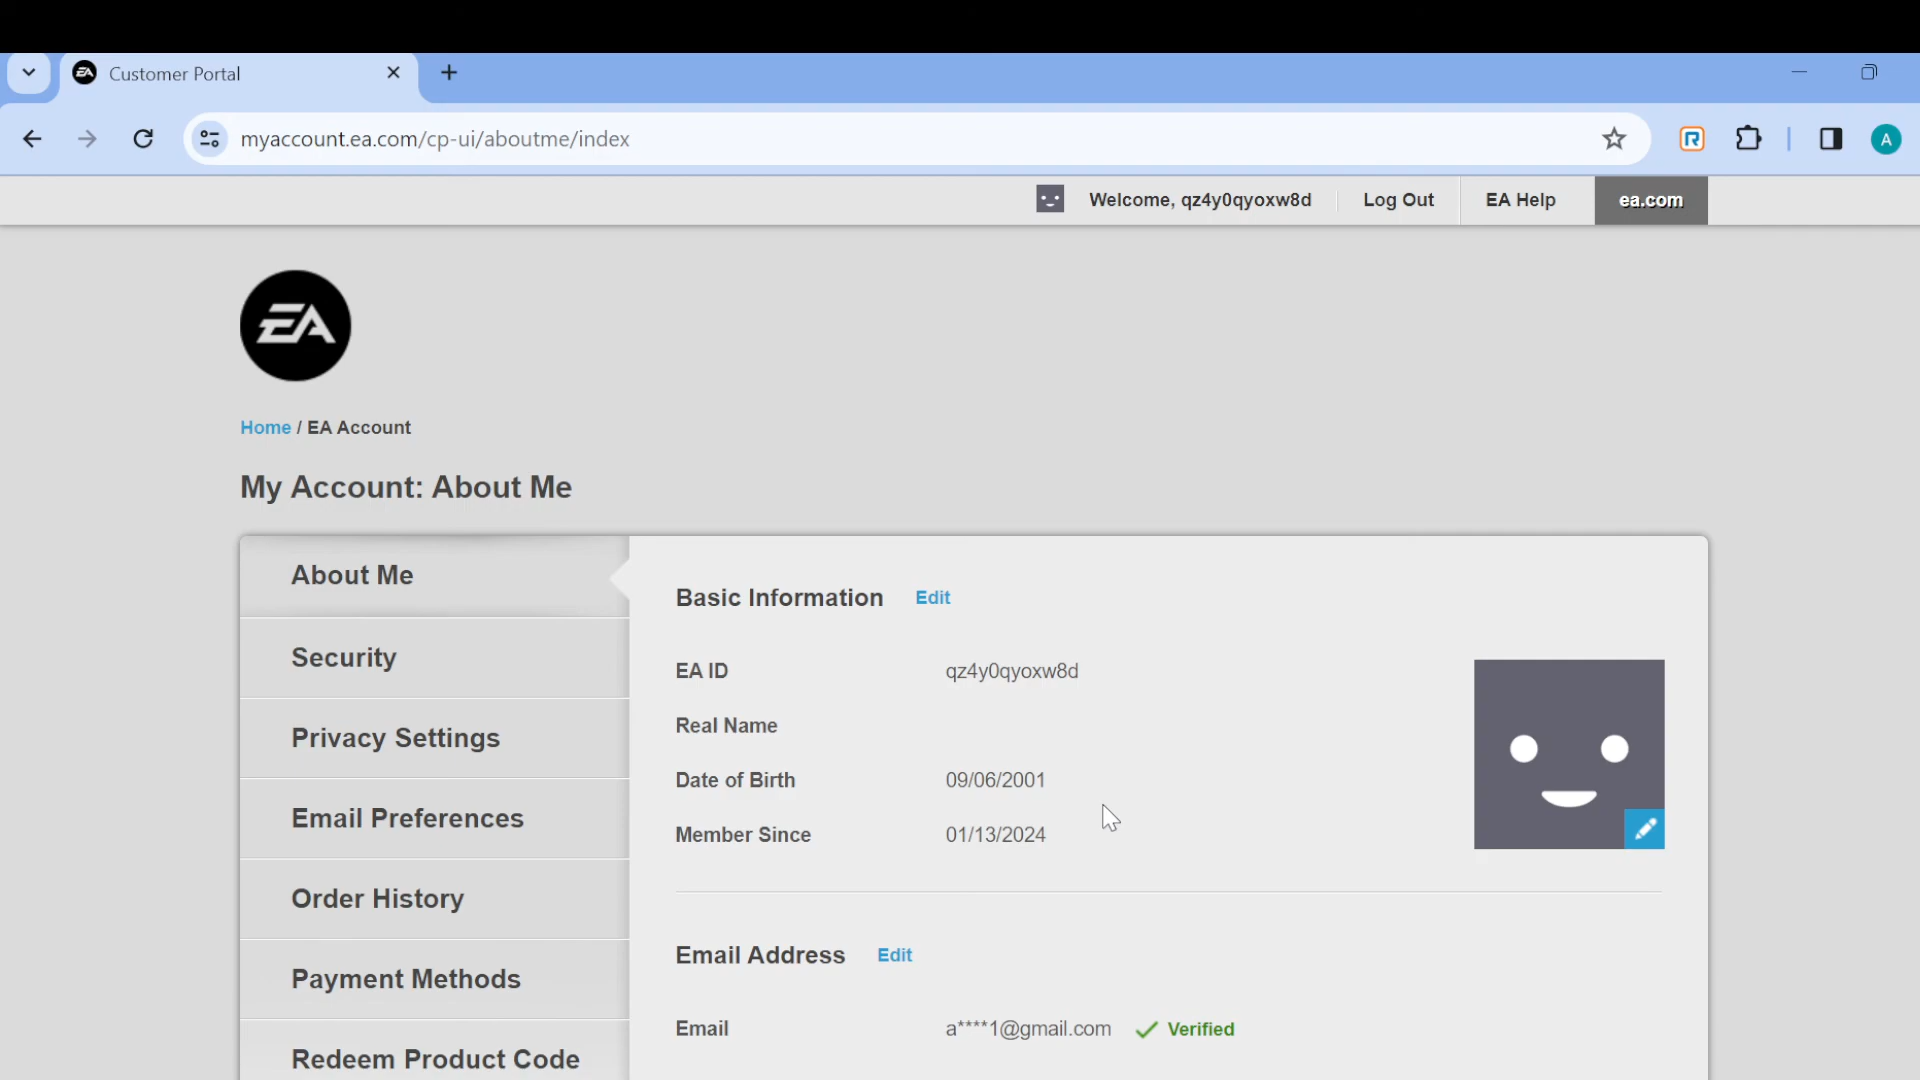 Customer Portal
myaccount.ea.com/cp-ui/aboutme/index
A
Welcome, qz4y0qyoxw8d
Log Out
EA Help
ea.com
EA
Home / EA Account
My Account: About Me
About Me
Security
Privacy Settings
Email Preferences
Order History
Payment Methods
Redeem Product Code
Basic Information Edit
EA ID qz4y0qyoxw8d
Real Name
Date of Birth 09/06/2001
Member Since 01/13/2024
Email Address Edit
Email a****1@gmail.com Verified